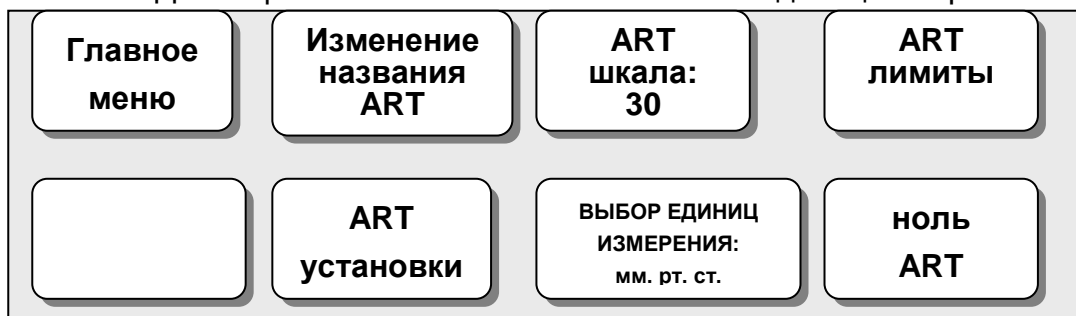 Главное
меню
Изменение
названия
ART
ART
шкала:
30
ART
лимиты
ART
установки
ВЫБОР ЕДИНИЦ
ИЗМЕРЕНИЯ:
мм. рт. ст.
ноль
ART